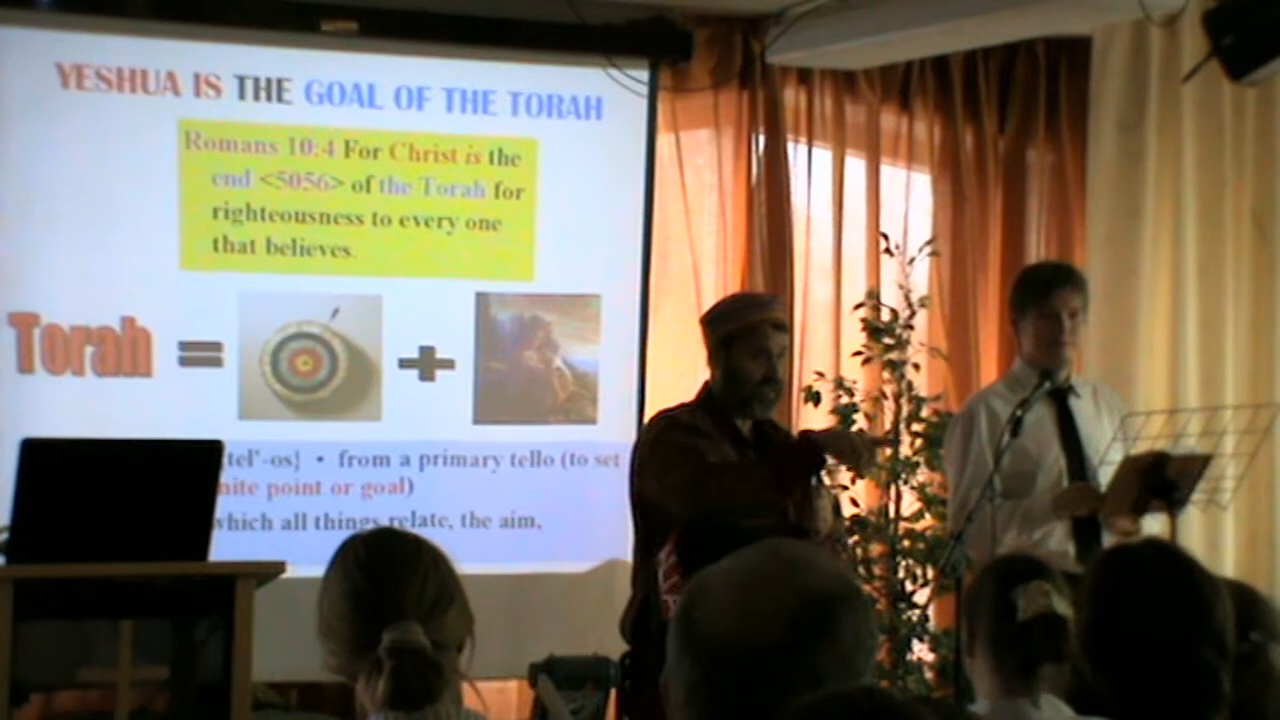 YESHUA IS THE GOAL OF THE TORAH
Romans 10:4 For Christ is the
end <5056> of the Torah for
righteousness to every one
that believes.
Torah = +
tel'-os} • from a primary tello (to set
point or goal)
which all things relate, the aim,